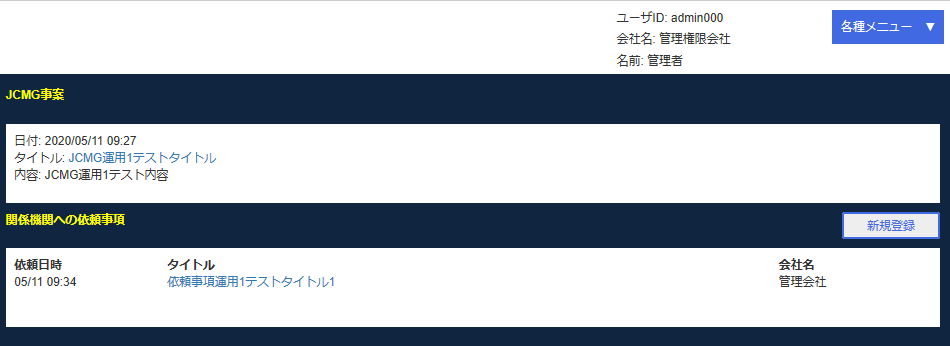 ユーザID: admin000
会社名: 管理権限会社
名前: 管理者
各種メニュー ▼
JCMG事案
日付: 2020/05/11 09:27
タイトル: JCMG運用1テストタイトル
内容: JCMG運用1テスト内容
関係機関への依頼事項
新規登録
依頼日時 タイトル 会社名
05/11 09:34 依頼事項運用1テストタイトル1 管理会社